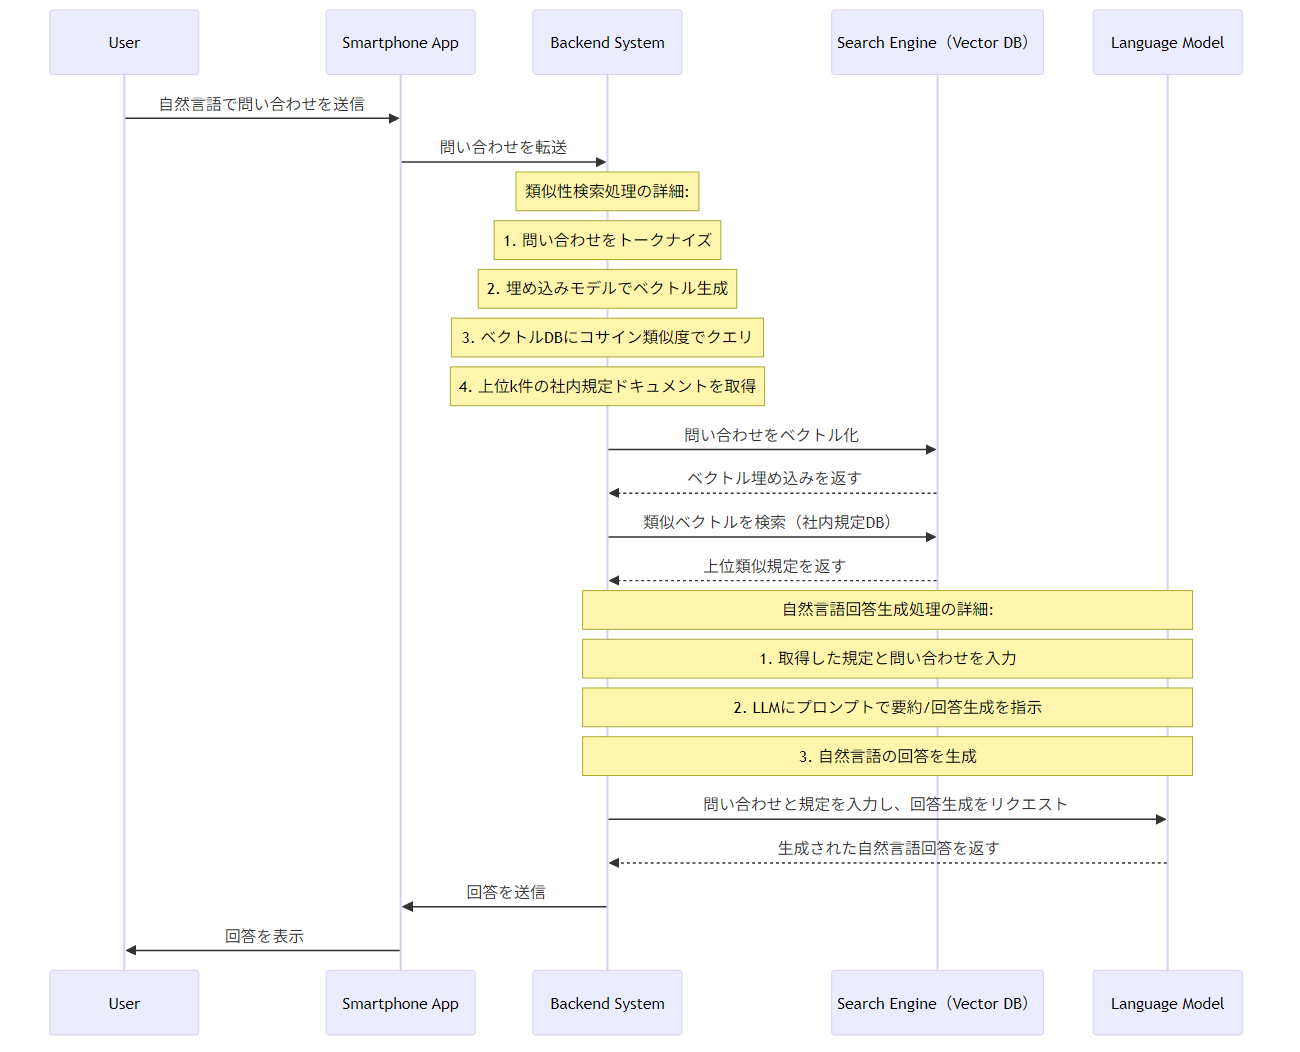 User
Smartphone App
Backend System
Search Engine（Vector DB）
Language Model
自然言語で問い合わせを送信
問い合わせを転送
類似性検索処理の詳細:
1. 問い合わせをトークナイズ
2. 埋め込みモデルでベクトル生成
3. ベクトルDBにコサイン類似度でクエリ
4. 上位k件の社内規定ドキュメントを取得
問い合わせをベクトル化
ベクトル埋め込みを返す
類似ベクトルを検索（社内規定DB）
上位類似規定を返す
自然言語回答生成処理の詳細:
1. 取得した規定と問い合わせを入力
2. LLMにプロンプトで要約/回答生成を指示
3. 自然言語の回答を生成
問い合わせと規定を入力し、回答生成をリクエスト
生成された自然言語回答を返す
回答を送信
回答を表示
User
Smartphone App
Backend System
Search Engine（Vector DB）
Language Model